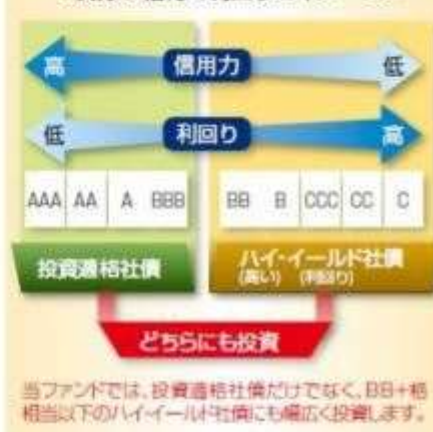 高 信用力 低
低 利回り 高
AAA AA A BBB BB B CCC CC C
投資適格社債 ハイ・イールド社債
(高い) (利回り)
どちらにも投資
当ファンドでは、投資適格社債だけでなく、BB+格
相当以下のハイ・イールド社債にも幅広く投資します。